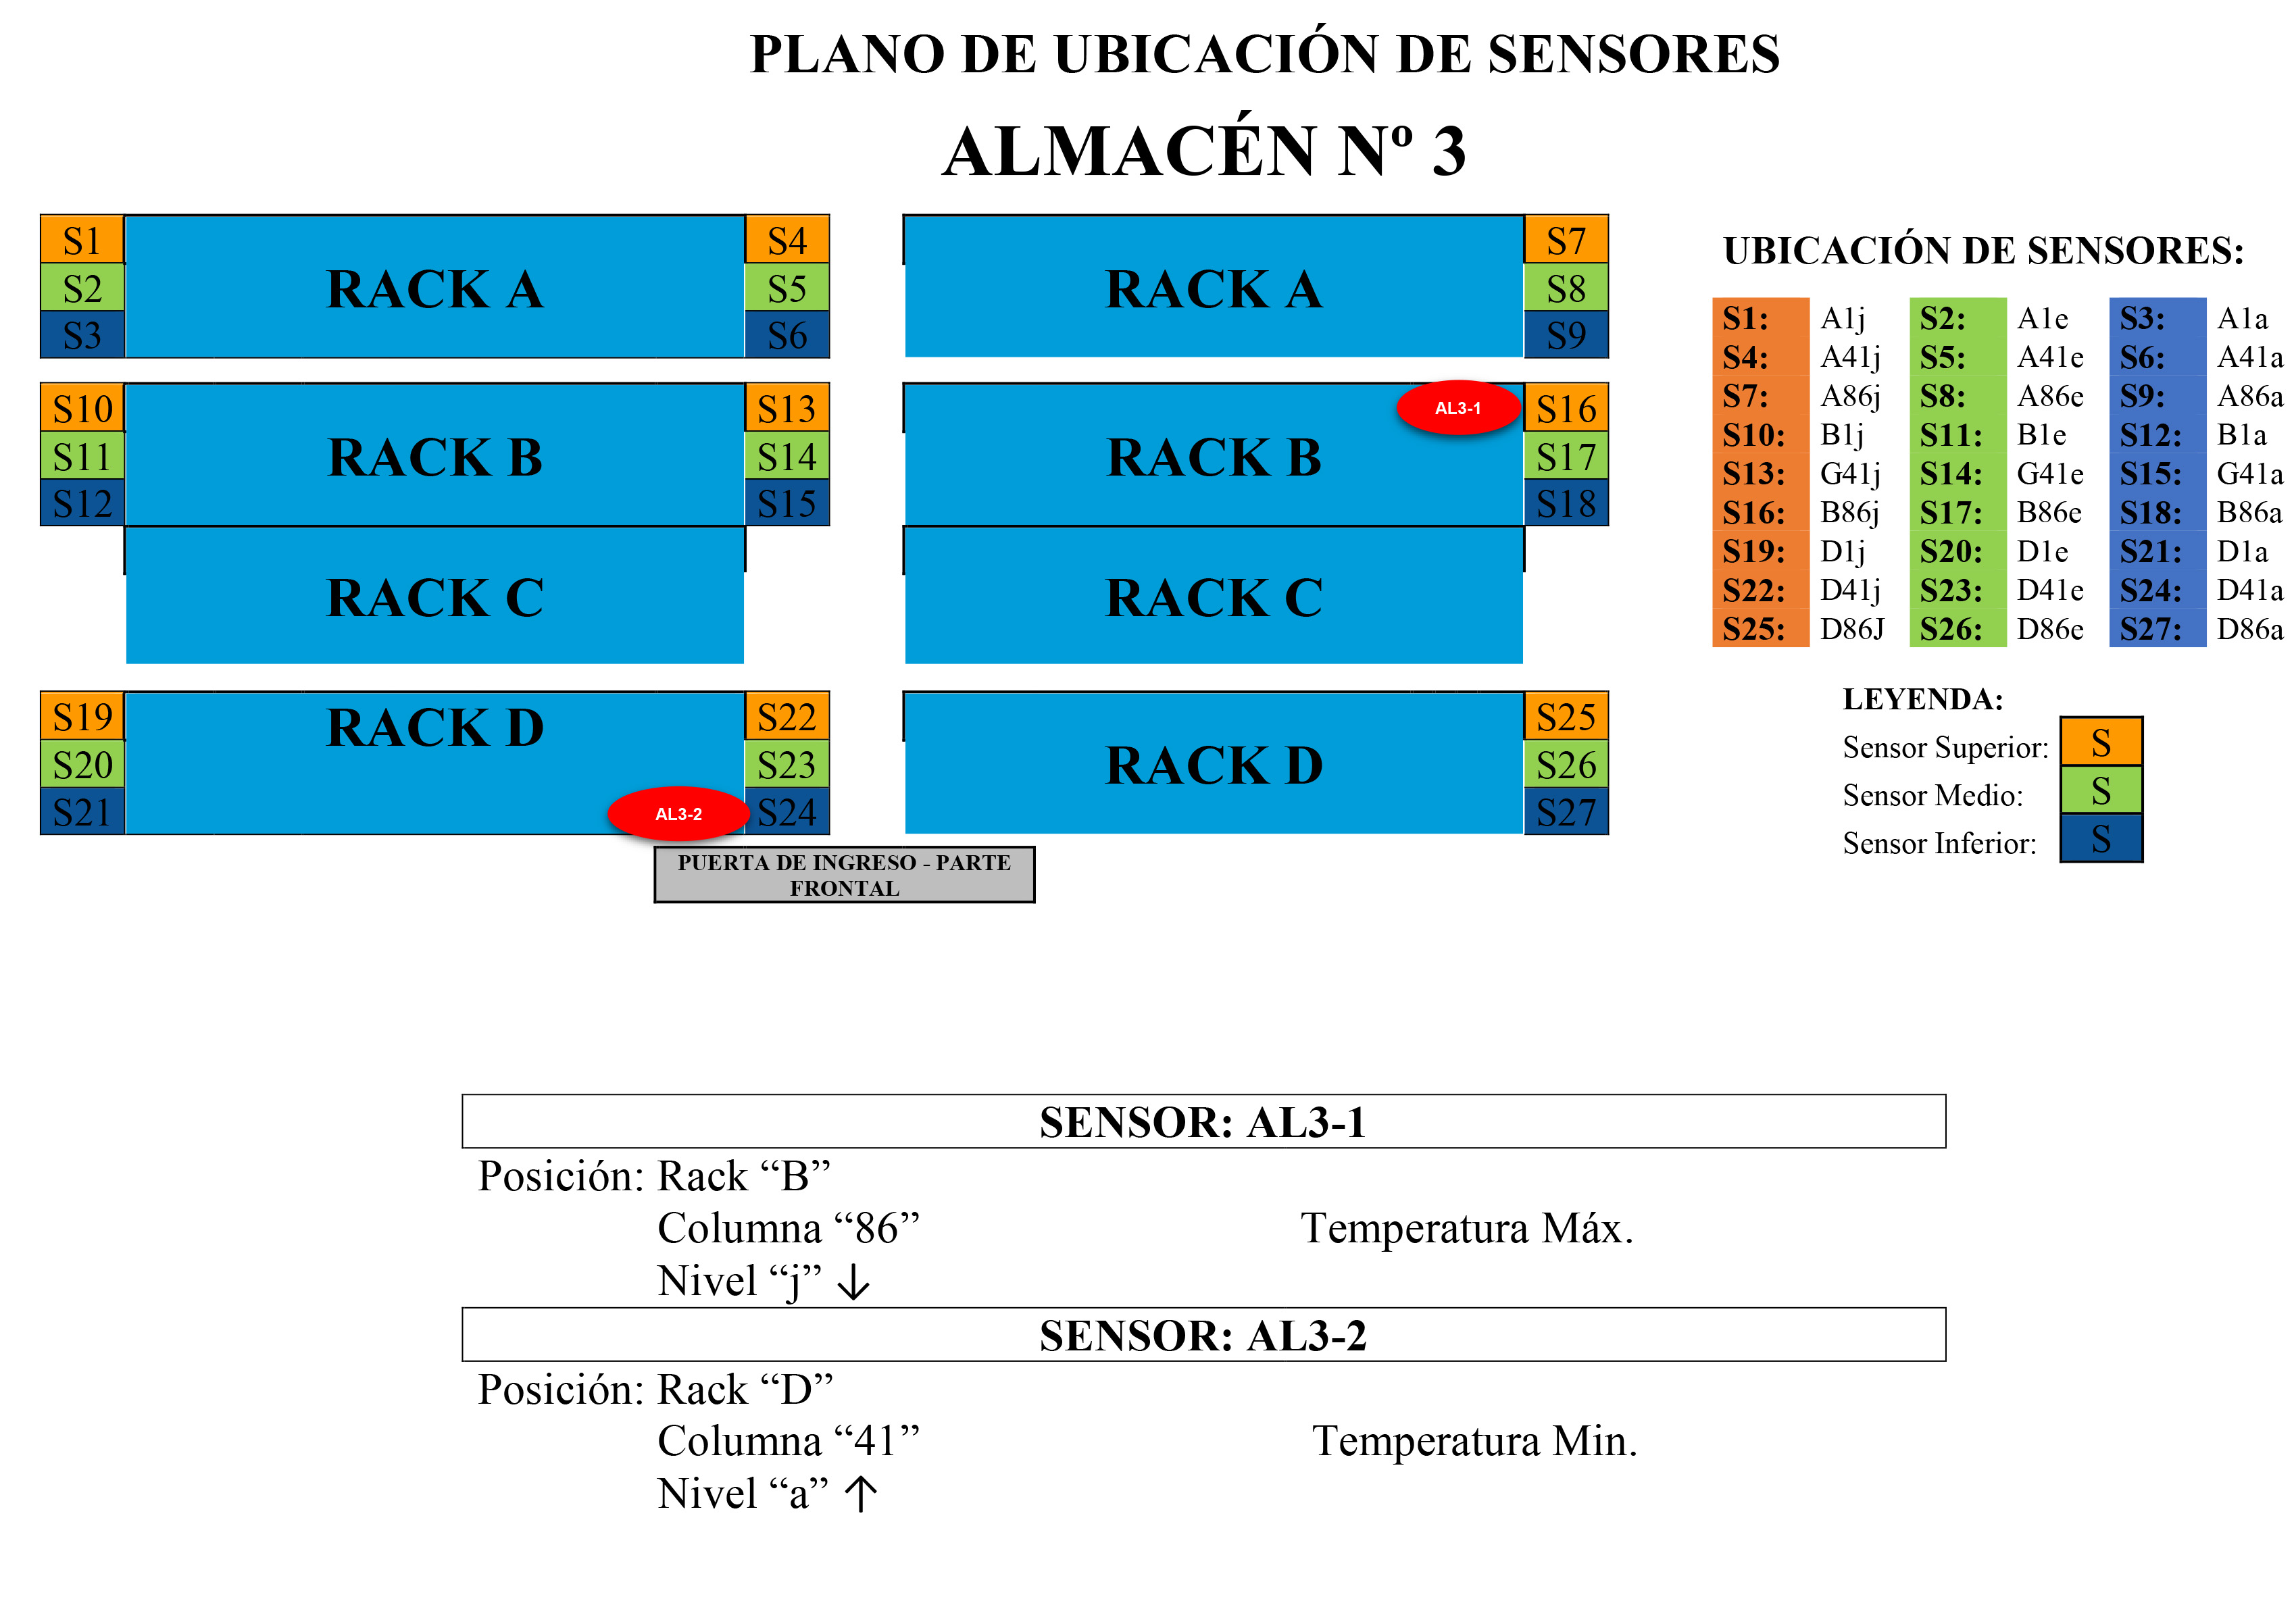 PLANO DE UBICACIÓN DE SENSORES
ALMACÉN Nº 3
S1 RACK A S4 RACK A S7
S2 S5 S8
S3 S6 S9
S10 RACK B S13 RACK B AL3-1 S16
S11 S14 S17
S12 S15 S18
RACK C RACK C
S19 RACK D S22 RACK D S25
S20 S23 S26
S21 AL3-2 S24 S27
PUERTA DE INGRESO - PARTE
FRONTAL
UBICACIÓN DE SENSORES:
S1: A1j S2: A1e S3: A1a
S4: A41j S5: A41e S6: A41a
S7: A86j S8: A86e S9: A86a
S10: B1j S11: B1e S12: B1a
S13: G41j S14: G41e S15: G41a
S16: B86j S17: B86e S18: B86a
S19: D1j S20: D1e S21: D1a
S22: D41j S23: D41e S24: D41a
S25: D86J S26: D86e S27: D86a
LEYENDA:
Sensor Superior: S
Sensor Medio: S
Sensor Inferior: S
SENSOR: AL3-1
Posición: Rack “B”
Columna “86” Temperatura Máx.
Nivel “j” ↓
SENSOR: AL3-2
Posición: Rack “D”
Columna “41” Temperatura Min.
Nivel “a” ↑